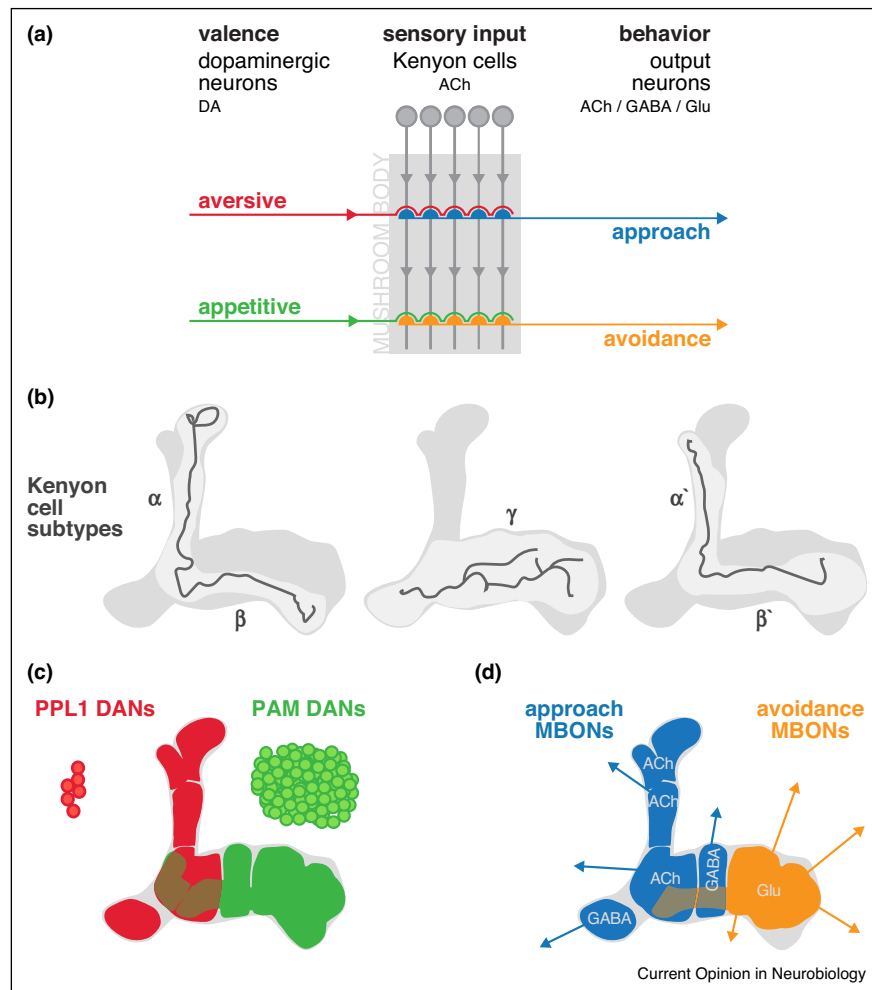 (a)
valence
dopaminergic
neurons
DA
sensory input
Kenyon cells
ACh
behavior
output
neurons
ACh / GABA / Glu
MUSHROOM BODY
aversive
approach
appetitive
avoidance
(b)
Kenyon
cell
subtypes
α
β
γ
α`
β`
(c)
PPL1 DANs
PAM DANs
(d)
approach
MBONs
avoidance
MBONs
ACh
ACh
ACh
GABA
Glu
GABA
Current Opinion in Neurobiology